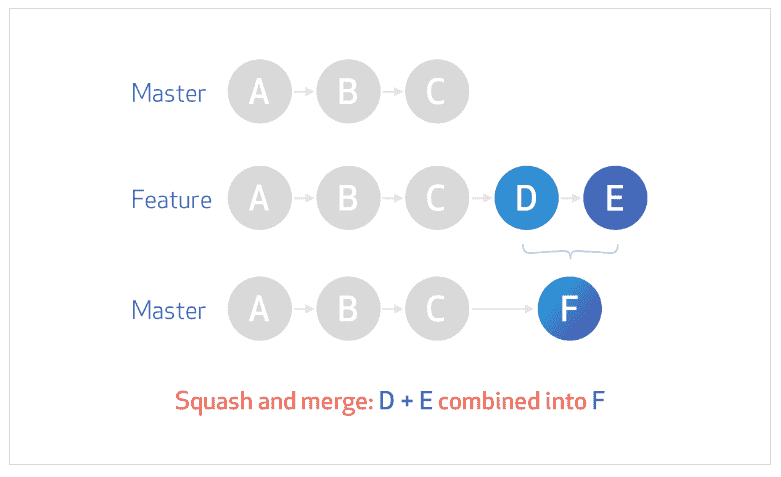 Master A B C
Feature A B C D E
Master A B C F
Squash and merge: D + E combined into F